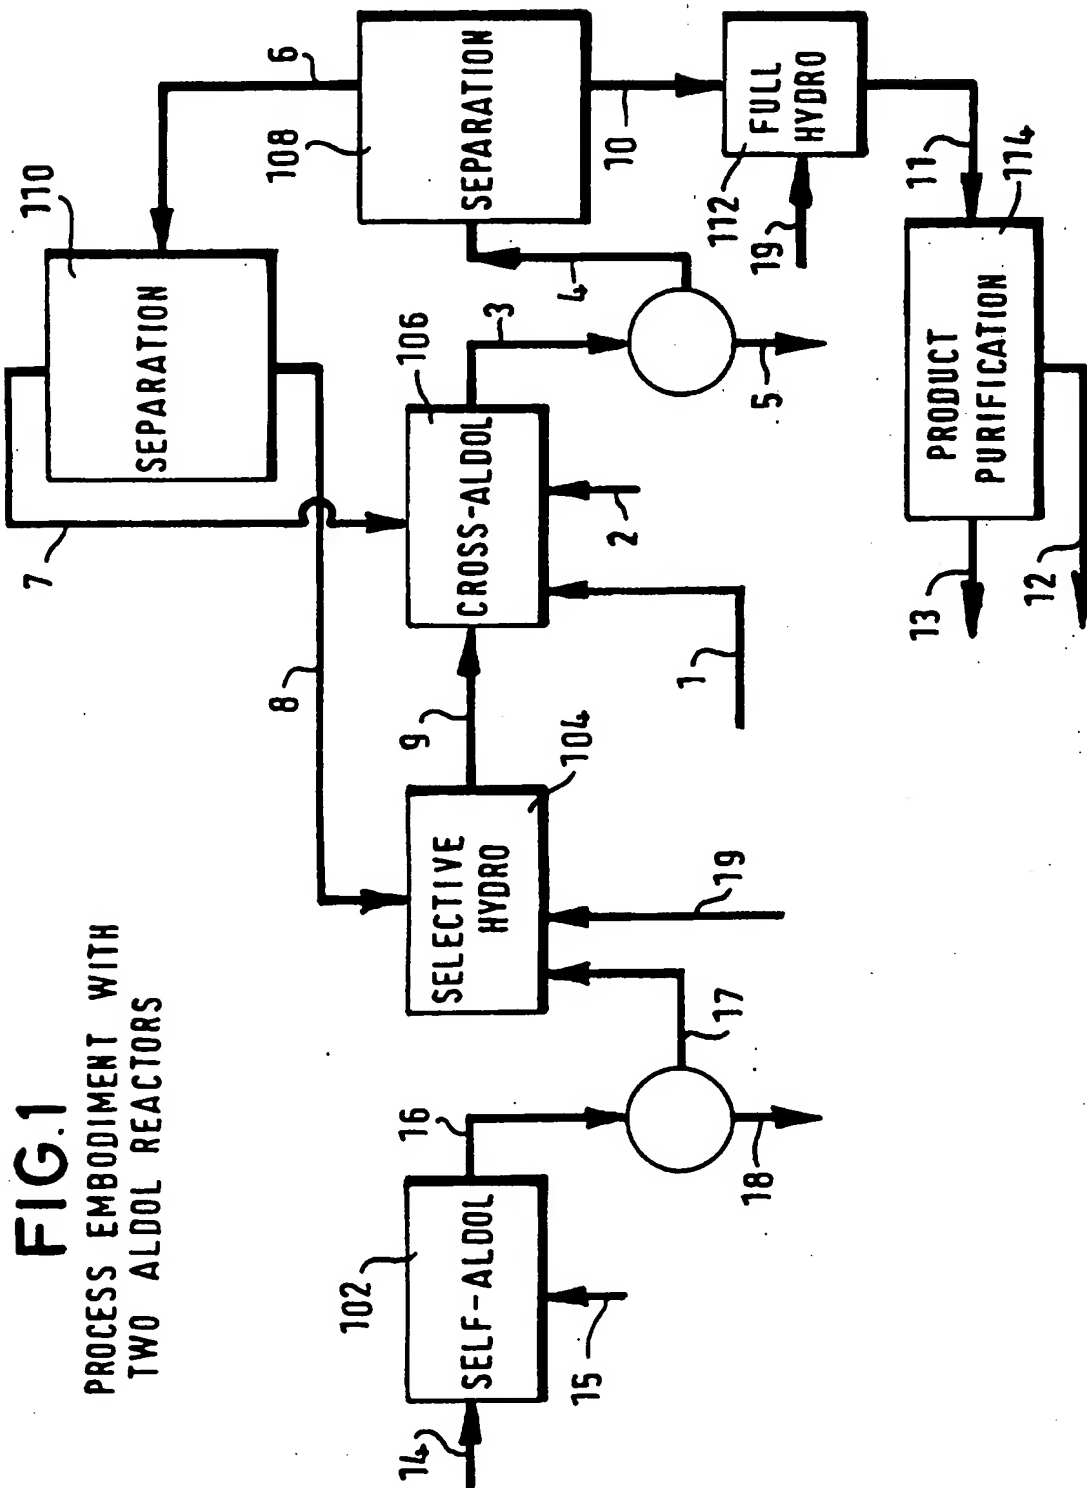 FIG.1
PROCESS EMBODIMENT WITH
TWO ALDOL REACTORS
14
102
SELF-ALDOL
15
16
18
17
19
SELECTIVE
HYDRO
104
8
9
7
1
2
CROSS-ALDOL
106
3
5
4
110
SEPARATION
6
108
SEPARATION
10
112
FULL
HYDRO
19
11
114
PRODUCT
PURIFICATION
13
12